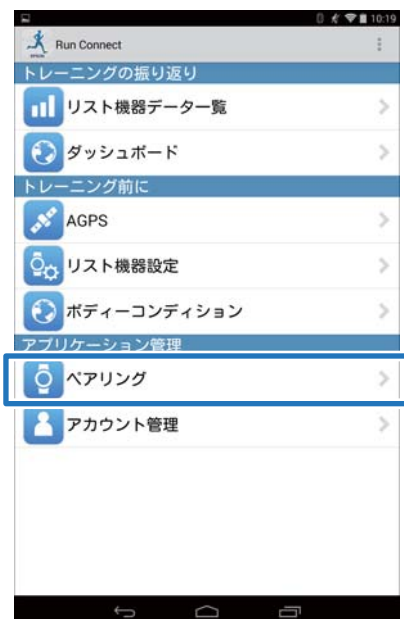 10:19
Run Connect
トレーニングの振り返り
リスト機器データ一覧
ダッシュボード
トレーニング前に
AGPS
リスト機器設定
ボディーコンディション
アプリケーション管理
ペアリング
アカウント管理